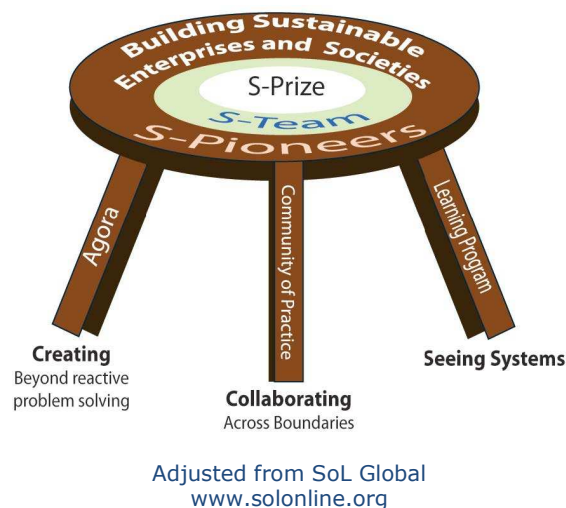 Building Sustainable
Enterprises and Societies
S-Prize
S-Team
S-Pioneers
Agora
Community of Practice
Learning Program
Creating
Beyond reactive
problem solving
Collaborating
Across Boundaries
Seeing Systems
Adjusted from SoL Global
www.solonline.org